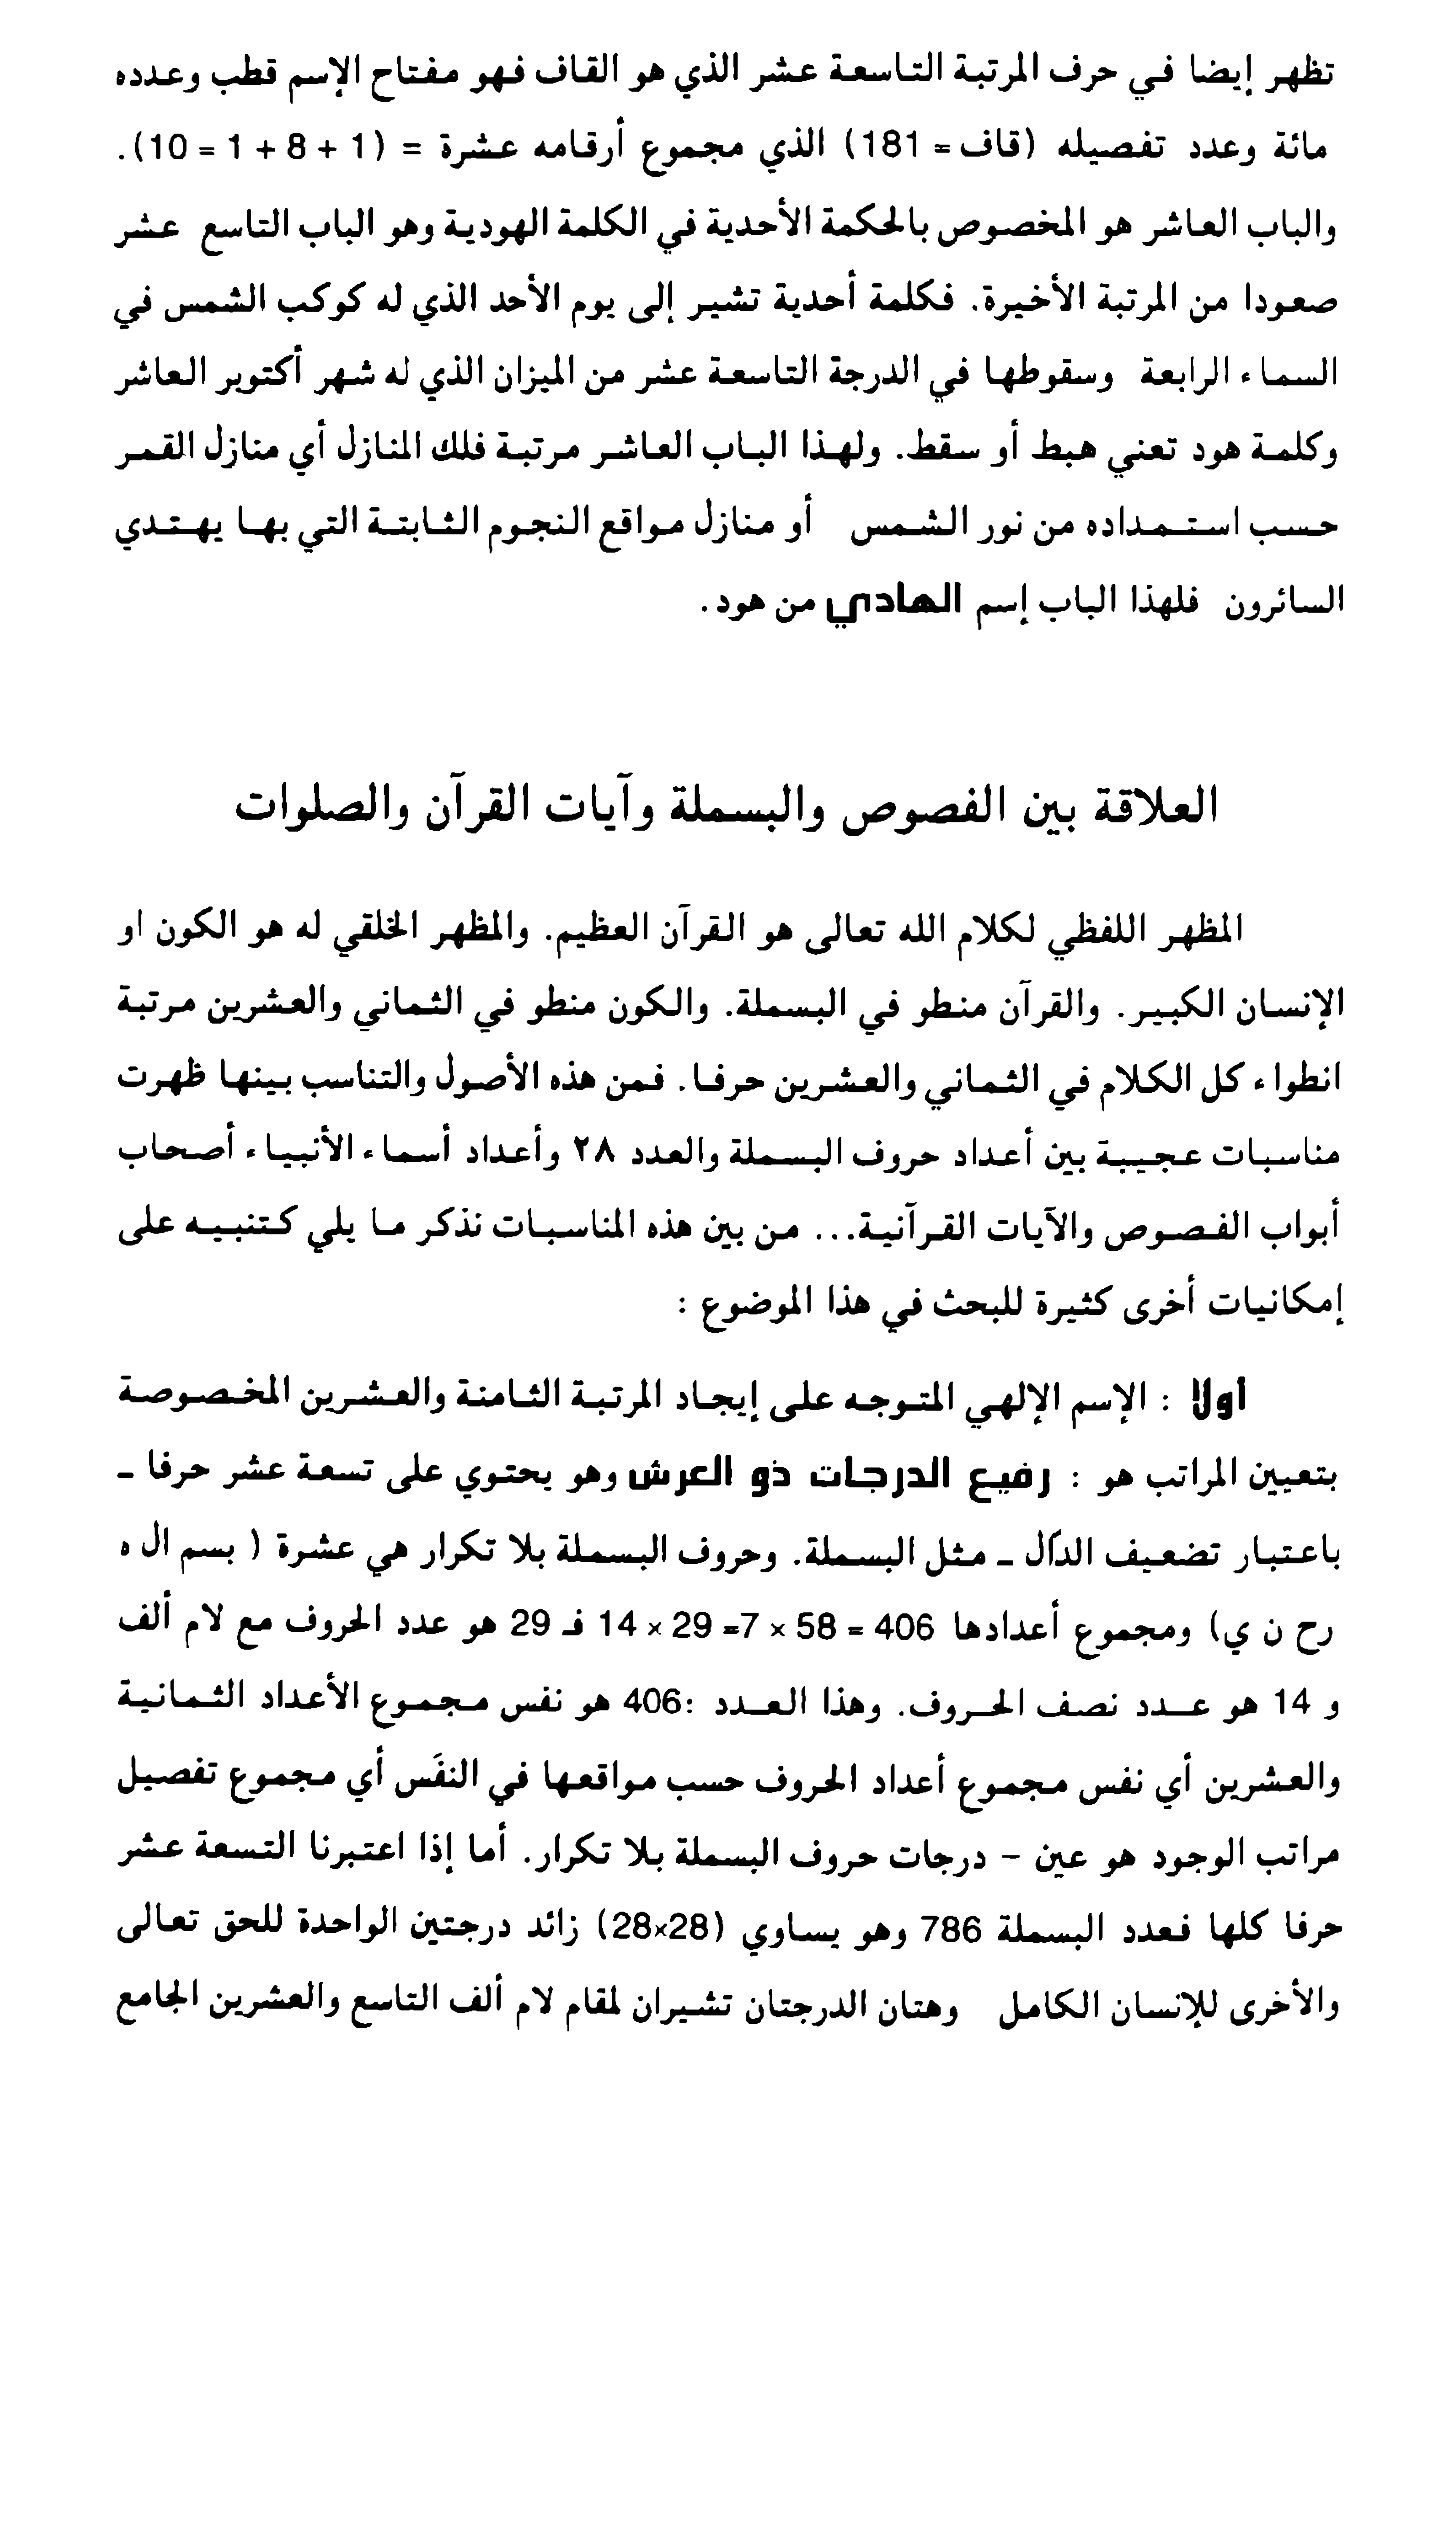 تظهر إيضا في حرف المرتبة التاسعة عشر الذي هو القاف فهو مفتاح الإسم قطب وعدده
مائة وعدد تفصيله (قاف = 181) الذي مجموع أرقامه عشرة = (1 + 8 + 1 = 10).
والباب العاشر هو المخصوص بالحكمة الأحدية في الكلمة الهودية وهو الباب التاسع عشر
صعودا من المرتبة الأخيرة. فكلمة أحدية تشير إلى يوم الأحد الذي له كوكب الشمس في
السماء الرابعة وسقوطها في الدرجة التاسعة عشر من الميزان الذي له شهر أكتوبر العاشر
وكلمة هود تعني هبط أو سقط. ولهذا الباب العاشر مرتبة فلك المنازل أي منازل القمر
حسب استمداده من نور الشمس أو منازل مواقع النجوم الثابتة التي بها يهتدي
السائرون فلهذا الباب إسم الهادي من هود.
العلاقة بين الفصوص والبسملة وآيات القرآن والصلوات
المظهر اللفظي لكلام الله تعالى هو القرآن العظيم. والمظهر الخلقي له هو الكون او
الإنسان الكبير. والقرآن منطو في البسملة. والكون منطو في الثماني والعشرين مرتبة
انطواء كل الكلام في الثماني والعشرين حرفا. فمن هذه الأصول والتناسب بينها ظهرت
مناسبات عجيبة بين أعداد حروف البسملة والعدد ٢٨ وأعداد أسماء الأنبياء أصحاب
أبواب الفصوص والآيات القرآنية... من بين هذه المناسبات نذكر ما يلي كتنبيه على
إمكانيات أخرى كثيرة للبحث في هذا الموضوع :
أولا : الإسم الإلهي المتوجه على إيجاد المرتبة الثامنة والعشرين المخصوصة
بتعيين المراتب هو : رفيع الدرجات ذو العرش وهو يحتوي على تسعة عشر حرفا ـ
باعتبار تضعيف الدال ـ مثل البسملة. وحروف البسملة بلا تكرار هي عشرة ( بسم ال ه
رح ن ي) ومجموع أعدادها 406 = 58 × 7= 29 × 14 فـ 29 هو عدد الحروف مع لام ألف
و 14 هو عدد نصف الحروف. وهذا العدد :406 هو نفس مجموع الأعداد الثمانية
والعشرين أي نفس مجموع أعداد الحروف حسب مواقعها في النفَس أي مجموع تفصيل
مراتب الوجود هو عين - درجات حروف البسملة بلا تكرار. أما إذا اعتبرنا التسعة عشر
حرفا كلها فعدد البسملة 786 وهو يساوي (28×28) زائد درجتين الواحدة للحق تعالى
والأخرى للإنسان الكامل وهتان الدرجتان تشيران لمقام لام ألف التاسع والعشرين الجامع